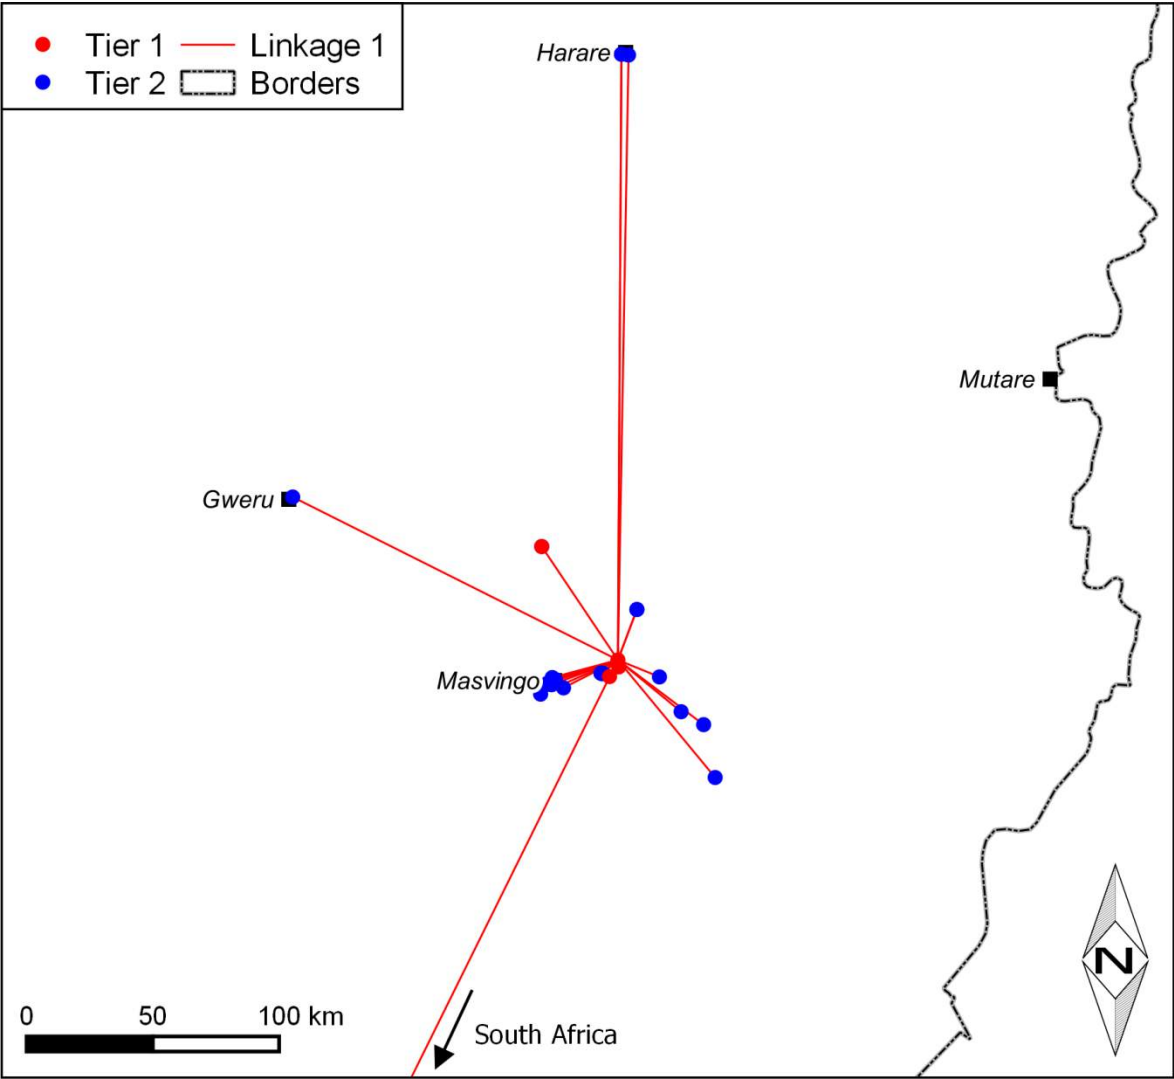 Tier 1 Linkage 1
Tier 2 Borders
Harare
Mutare
Gweru
Masvingo
N
0 50 100 km
South Africa